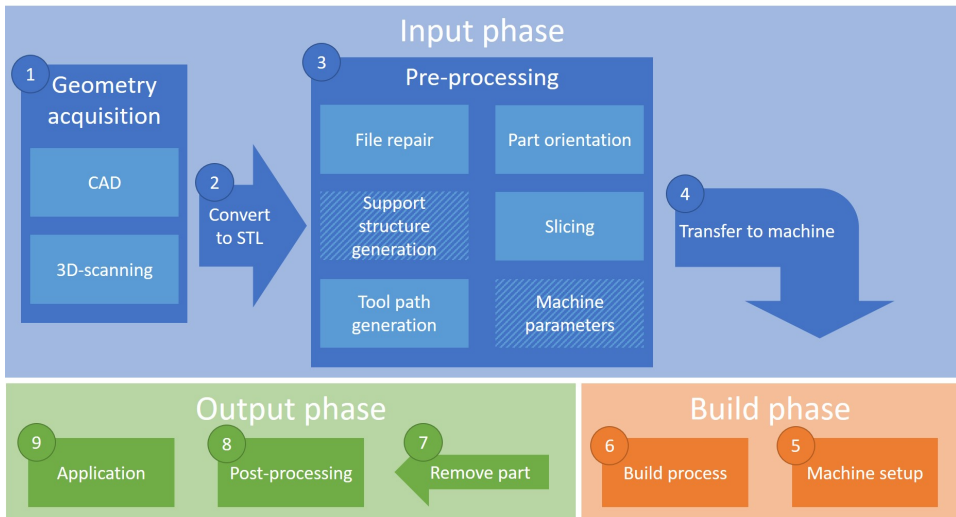 Input phase
1
Geometry
acquisition
CAD
3D-scanning
2
Convert
to STL
3
Pre-processing
File repair
Part orientation
Support
structure
generation
Slicing
Tool path
generation
Machine
parameters
4
Transfer to machine
Output phase
9
Application
8
Post-processing
7
Remove part
Build phase
6
Build process
5
Machine setup